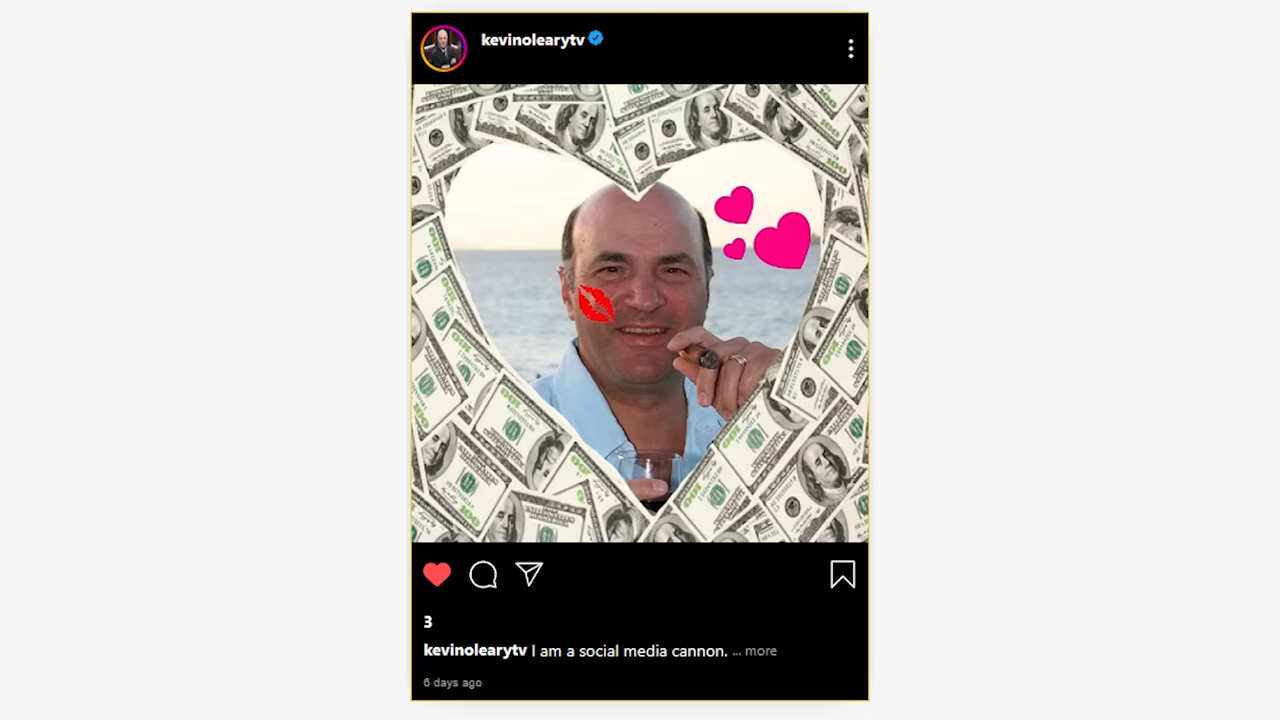 kevinolearytv
3
kevinolearytv I am a social media cannon. ... more
6 days ago